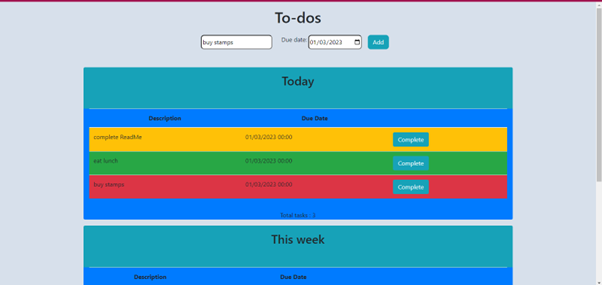 To-dos
buy stamps Due date: 01/03/2023 Add
Today
Description Due Date
complete ReadMe 01/03/2023 00:00 Complete
eat lunch 01/03/2023 00:00 Complete
buy stamps 01/03/2023 00:00 Complete
Total tasks : 3
This week
Description Due Date